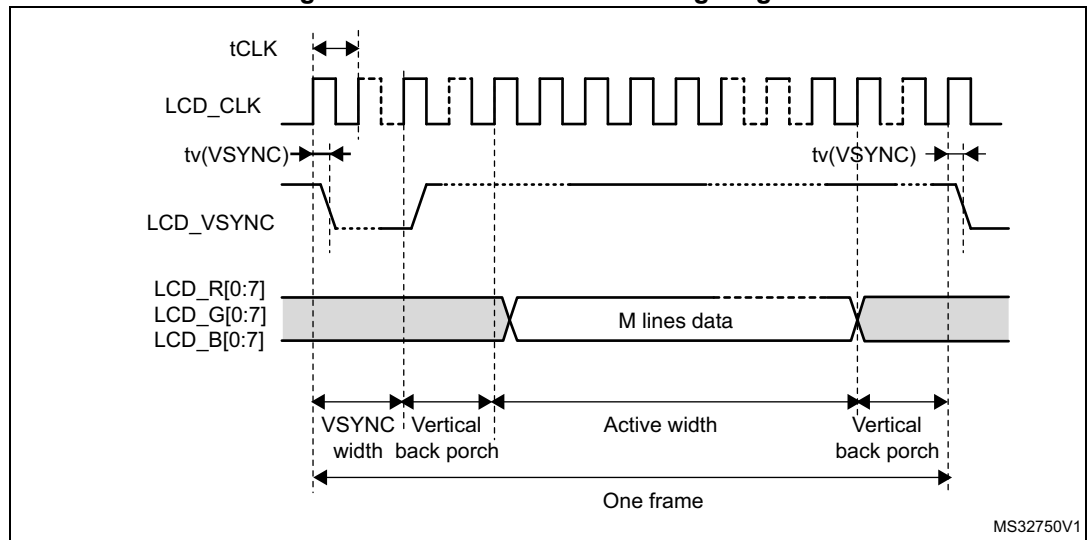 tCLK
LCD_CLK
tv(VSYNC)
tv(VSYNC)
LCD_VSYNC
LCD_R[0:7]
LCD_G[0:7]
LCD_B[0:7]
M lines data
VSYNC
width
Vertical
back porch
Active width
Vertical
back porch
One frame
MS32750V1